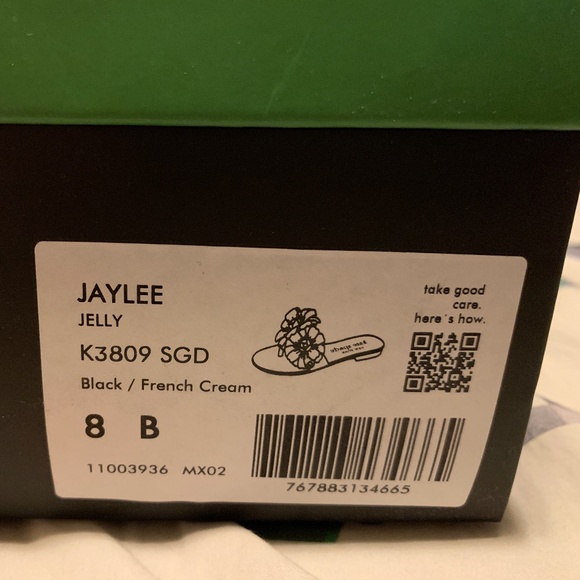 JAYLEE
JELLY
K3809 SGD
Black / French Cream
8 B
11003936 MX02
take good
care.
here's how.
767883134665